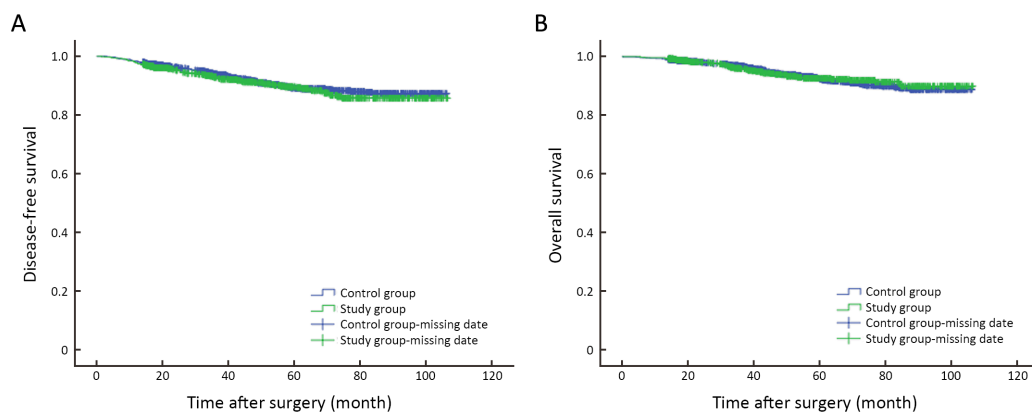 A
1.0
0.8
0.6
0.4
0.2
0
Disease-free survival
Control group
Study group
Control group-missing date
Study group-missing date
0 20 40 60 80 100 120
Time after surgery (month)
B
1.0
0.8
0.6
0.4
0.2
0
Overall survival
Control group
Study group
Control group-missing date
Study group-missing date
0 20 40 60 80 100 120
Time after surgery (month)